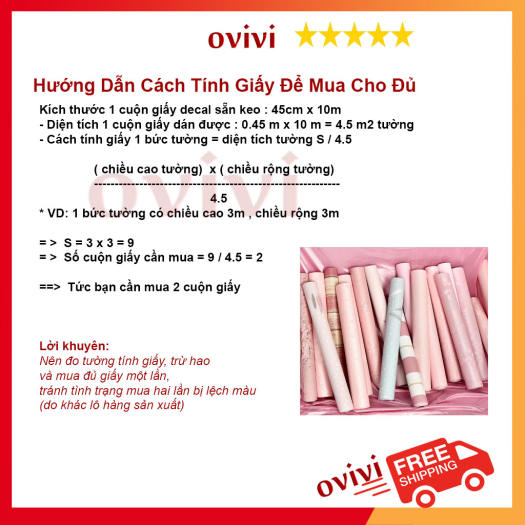 ovivi
Hướng Dẫn Cách Tính Giấy Để Mua Cho Đủ
Kích thước 1 cuộn giấy decal sẵn keo : 45cm x 10m
- Diện tích 1 cuộn giấy dán được : 0.45 m x 10 m = 4.5 m2 tường
- Cách tính giấy 1 bức tường = diện tích tường S / 4.5
( chiều cao tường) x ( chiều rộng tường)
------------------------------------------------------------
4.5
ovivi
* VD: 1 bức tường có chiều cao 3m , chiều rộng 3m
= > S = 3 x 3 = 9
= > Số cuộn giấy cần mua = 9 / 4.5 = 2
==> Tức bạn cần mua 2 cuộn giấy
Lời khuyên:
Nên đo tường tính giấy, trừ hao
và mua đủ giấy một lần,
tránh tình trạng mua hai lần bị lệch màu
(do khác lô hàng sản xuất)
ovivi
FREE
SHIPPING